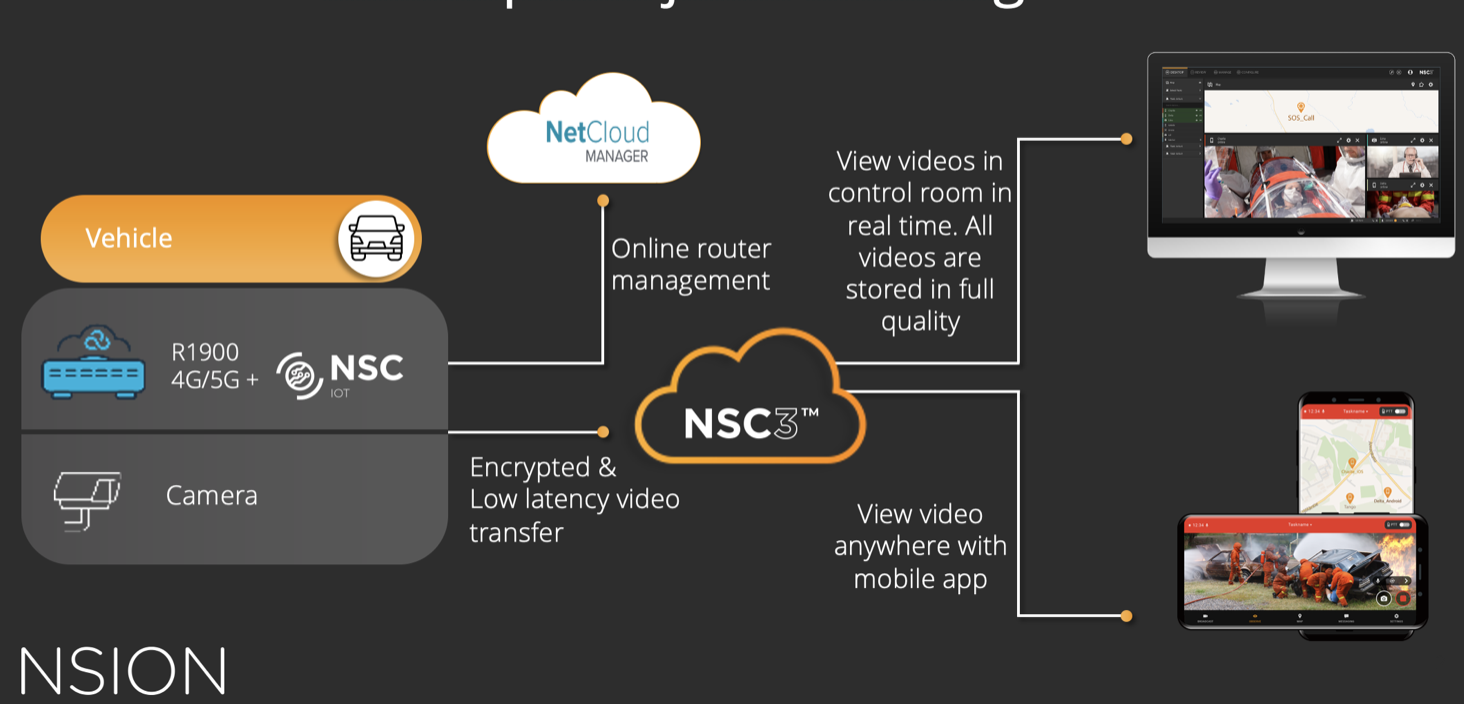 NetCloud
MANAGER
Vehicle
Online router
management
R1900
4G/5G +
NSC
IOT
Camera
Encrypted &
Low latency video
transfer
NSC3™
View videos in
control room in
real time. All
videos are
stored in full
quality
View video
anywhere with
mobile app
SOS_Call
NSC3
NSION